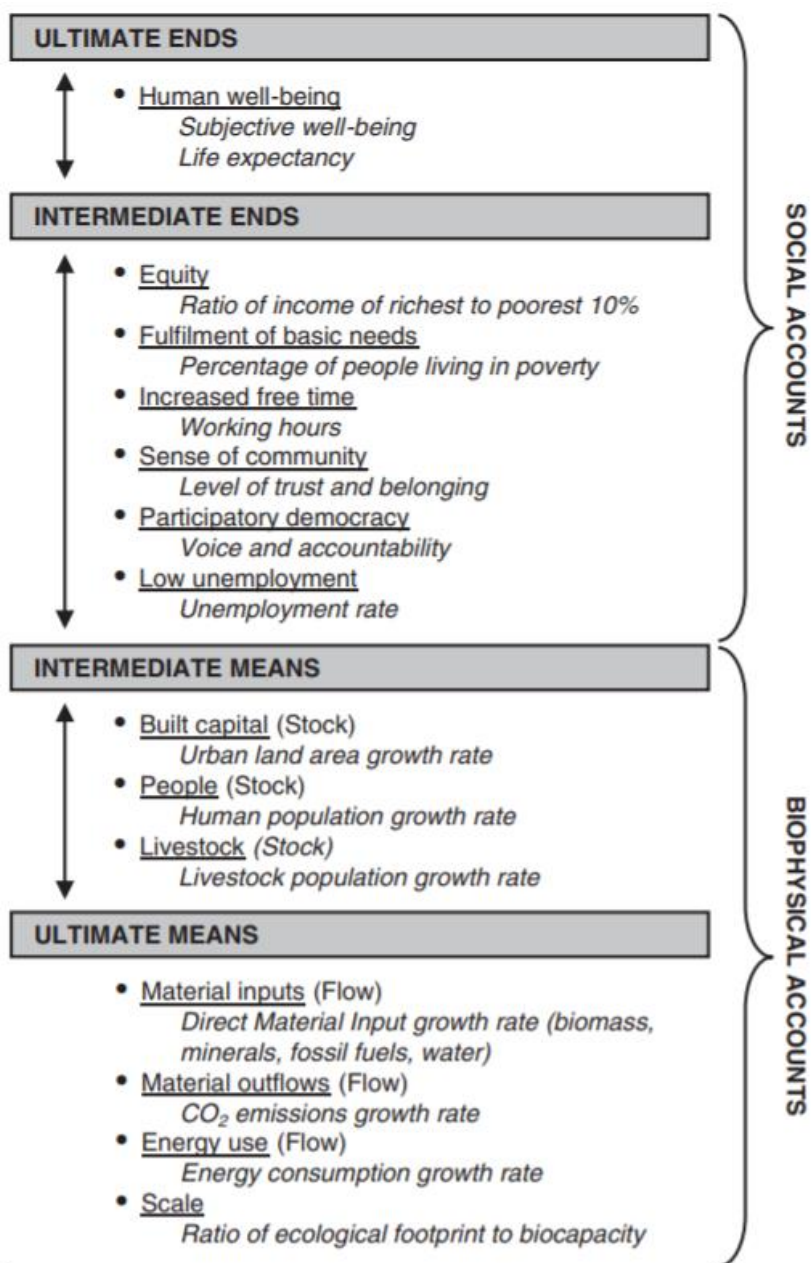 ULTIMATE ENDS
• Human well-being
Subjective well-being
Life expectancy
INTERMEDIATE ENDS
• Equity
Ratio of income of richest to poorest 10%
• Fulfilment of basic needs
Percentage of people living in poverty
• Increased free time
Working hours
• Sense of community
Level of trust and belonging
• Participatory democracy
Voice and accountability
• Low unemployment
Unemployment rate
SOCIAL ACCOUNTS
INTERMEDIATE MEANS
• Built capital (Stock)
Urban land area growth rate
• People (Stock)
Human population growth rate
• Livestock (Stock)
Livestock population growth rate
ULTIMATE MEANS
• Material inputs (Flow)
Direct Material Input growth rate (biomass,
minerals, fossil fuels, water)
• Material outflows (Flow)
CO₂ emissions growth rate
• Energy use (Flow)
Energy consumption growth rate
• Scale
Ratio of ecological footprint to biocapacity
BIOPHYSICAL ACCOUNTS